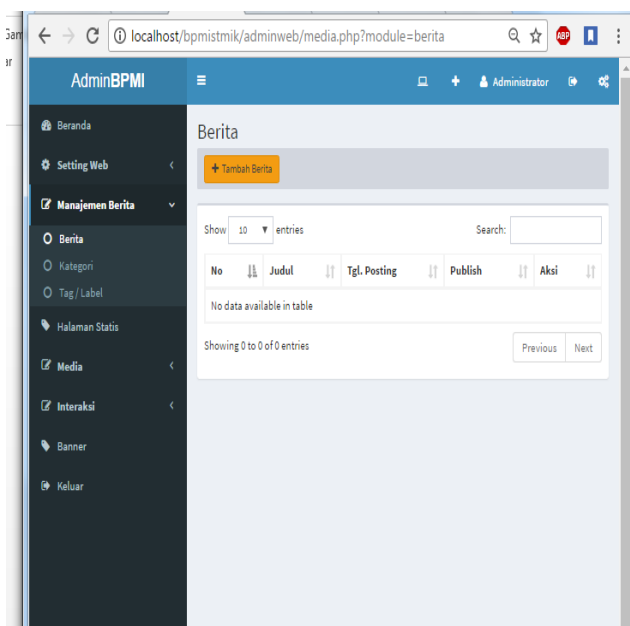 Gam
ar
localhost/bpmistmik/adminweb/media.php?module=berita
ABP
AdminBPMI
Administrator
Beranda
Setting Web
Manajemen Berita
Berita
Kategori
Tag / Label
Halaman Statis
Media
Interaksi
Banner
Keluar
Berita
+ Tambah Berita
Show 10 entries
Search:
No Judul Tgl. Posting Publish Aksi
No data available in table
Showing 0 to 0 of 0 entries
Previous Next